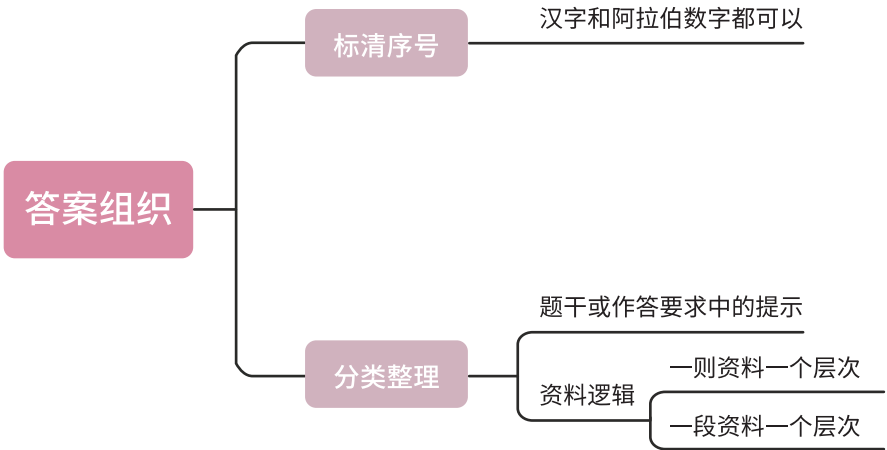 答案组织
标清序号
汉字和阿拉伯数字都可以
分类整理
题干或作答要求中的提示
资料逻辑
一则资料一个层次
一段资料一个层次